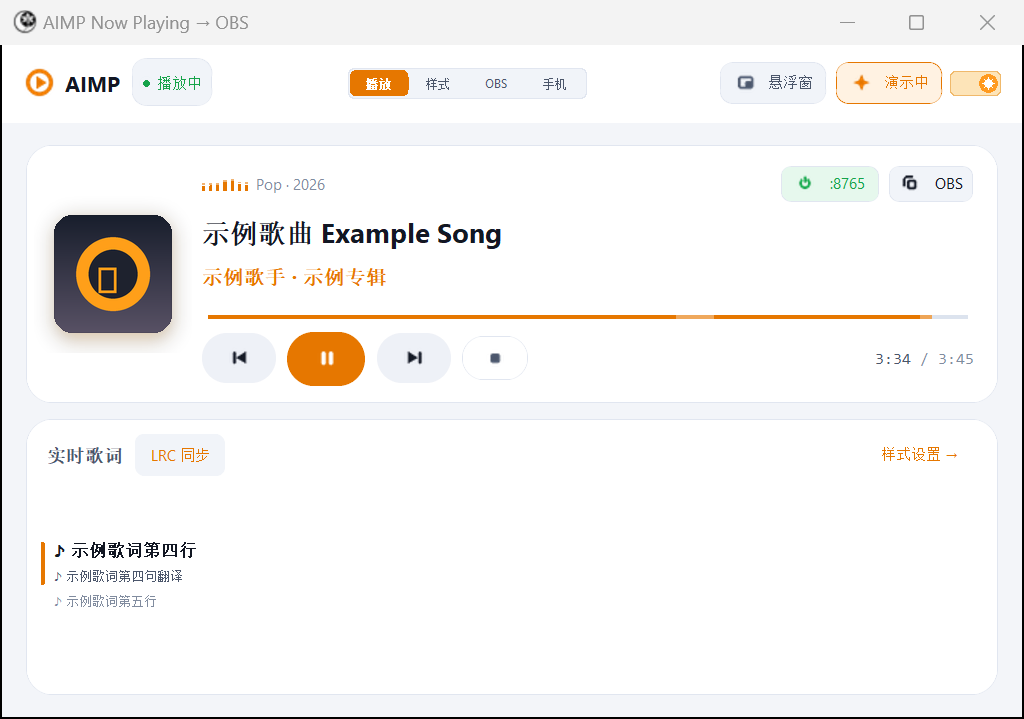 AIMP Now Playing → OBS
AIMP
• 播放中
播放
样式
OBS
手机
悬浮窗
演示中
Pop · 2026
:8765
OBS
示例歌曲 Example Song
示例歌手 · 示例专辑
3:34 / 3:45
实时歌词
LRC 同步
样式设置 →
♪ 示例歌词第四行
♪ 示例歌词第四句翻译
♪ 示例歌词第五行